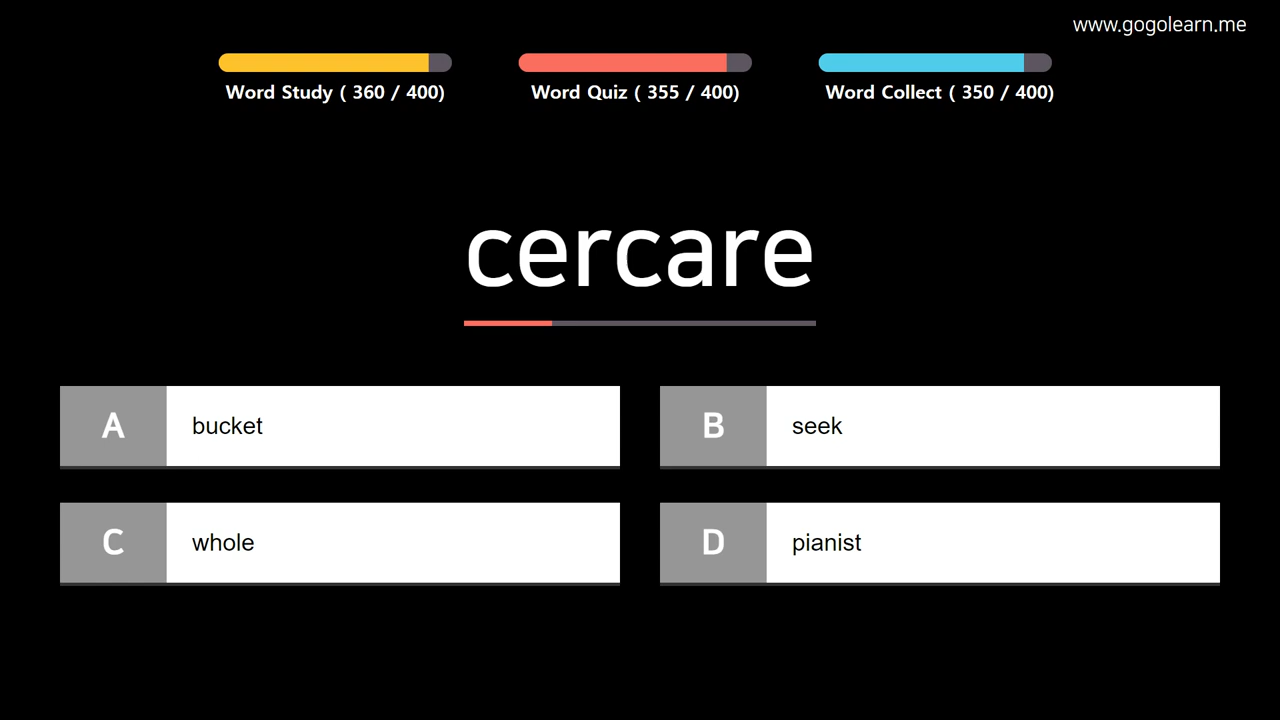 www.gogolearn.me
Word Study ( 360 / 400)
Word Quiz ( 355 / 400)
Word Collect ( 350 / 400)
cercare
A bucket
B seek
C whole
D pianist